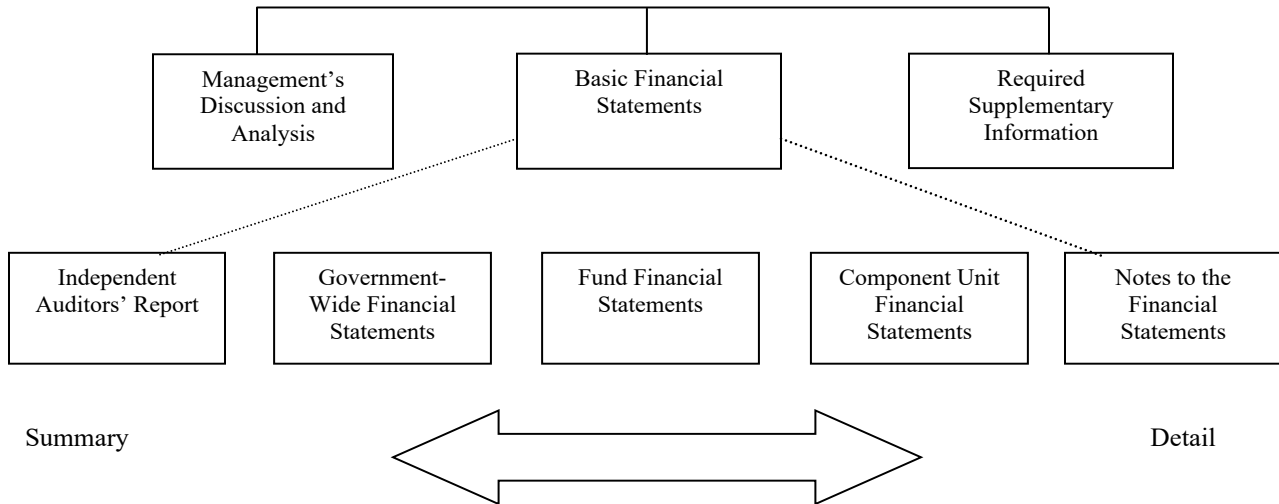 Management’s
Discussion and
Analysis
Basic Financial
Statements
Required
Supplementary
Information
Independent
Auditors’ Report
Government-
Wide Financial
Statements
Fund Financial
Statements
Component Unit
Financial
Statements
Notes to the
Financial
Statements
Summary
Detail